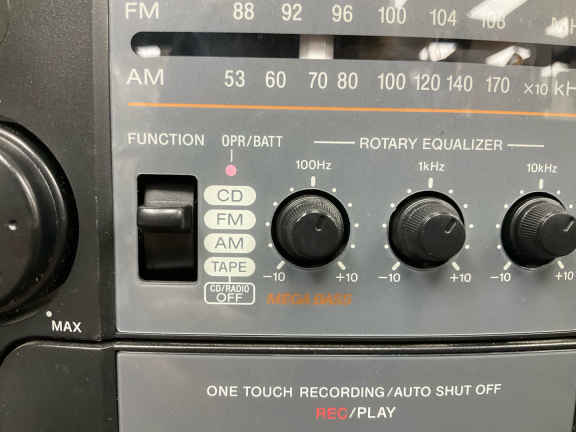 FM 88 92 96 100 104 108 MH
AM 53 60 70 80 100 120 140 170 ×10 kH
FUNCTION OPR/BATT ROTARY EQUALIZER
100Hz 1kHz 10kHz
CD
FM
AM
TAPE
CD/RADIO
OFF
-10 +10 -10 +10 -10 +10
MEGA BASS
MAX
ONE TOUCH RECORDING/AUTO SHUT OFF
REC/PLAY